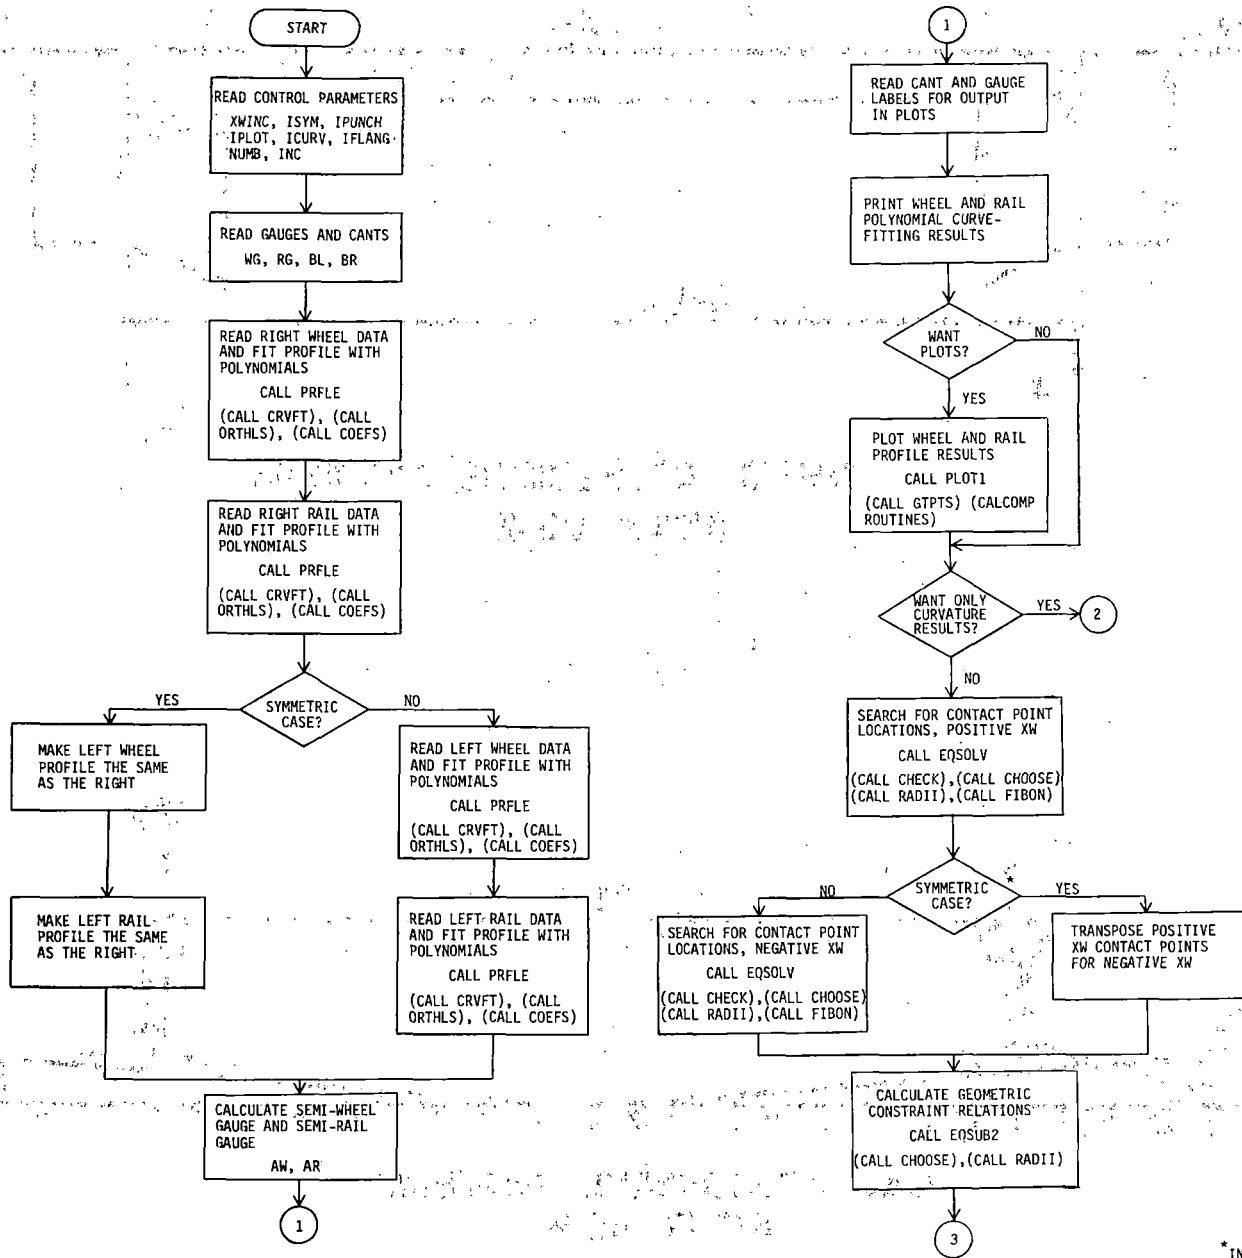 START
READ CONTROL PARAMETERS
XWINC, ISYM, IPUNCH
IPLOT, ICURV, IFLANG
NUMB, INC
READ GAUGES AND CANTS
WG, RG, BL, BR
READ RIGHT WHEEL DATA
AND FIT PROFILE WITH
POLYNOMIALS
CALL PRFLE
(CALL CRVFT), (CALL
ORTHLS), (CALL COEFS)
READ RIGHT RAIL DATA
AND FIT PROFILE WITH
POLYNOMIALS
CALL PRFLE
(CALL CRVFT), (CALL
ORTHLS), (CALL COEFS)
SYMMETRIC
CASE?
YES
NO
MAKE LEFT WHEEL
PROFILE THE SAME
AS THE RIGHT
MAKE LEFT RAIL
PROFILE THE SAME
AS THE RIGHT
READ LEFT WHEEL DATA
AND FIT PROFILE WITH
POLYNOMIALS
CALL PRFLE
(CALL CRVFT), (CALL
ORTHLS), (CALL COEFS)
READ LEFT RAIL DATA
AND FIT PROFILE WITH
POLYNOMIALS
CALL PRFLE
(CALL CRVFT), (CALL
ORTHLS), (CALL COEFS)
CALCULATE SEMI-WHEEL
GAUGE AND SEMI-RAIL
GAUGE
AW, AR
1
1
READ CANT AND GAUGE
LABELS FOR OUTPUT
IN PLOTS
PRINT WHEEL AND RAIL
POLYNOMIAL CURVE-
FITTING RESULTS
WANT
PLOTS?
NO
YES
PLOT WHEEL AND RAIL
PROFILE RESULTS
CALL PLOT1
(CALL GTPTS) (CALCOMP
ROUTINES)
WANT ONLY
CURVATURE
RESULTS?
YES
2
NO
SEARCH FOR CONTACT POINT
LOCATIONS, POSITIVE XW
CALL EQSOLV
(CALL CHECK),(CALL CHOOSE)
(CALL RADII),(CALL FIBON)
SYMMETRIC *
CASE?
NO
YES
SEARCH FOR CONTACT POINT
LOCATIONS, NEGATIVE XW
CALL EQSOLV
(CALL CHECK),(CALL CHOOSE)
(CALL RADII),(CALL FIBON)
TRANSPOSE POSITIVE
XW CONTACT POINTS
FOR NEGATIVE XW
CALCULATE GEOMETRIC
CONSTRAINT RELATIONS
CALL EQSUB2
(CALL CHOOSE),(CALL RADII)
3
*IN